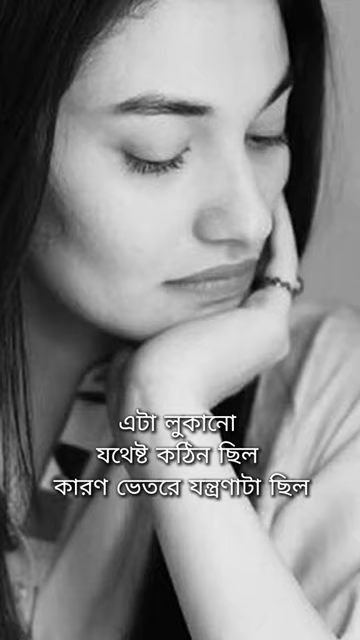 এটা লুকানো
যথেষ্ট কঠিন ছিল
কারণ ভেতরে যন্ত্রণাটা ছিল